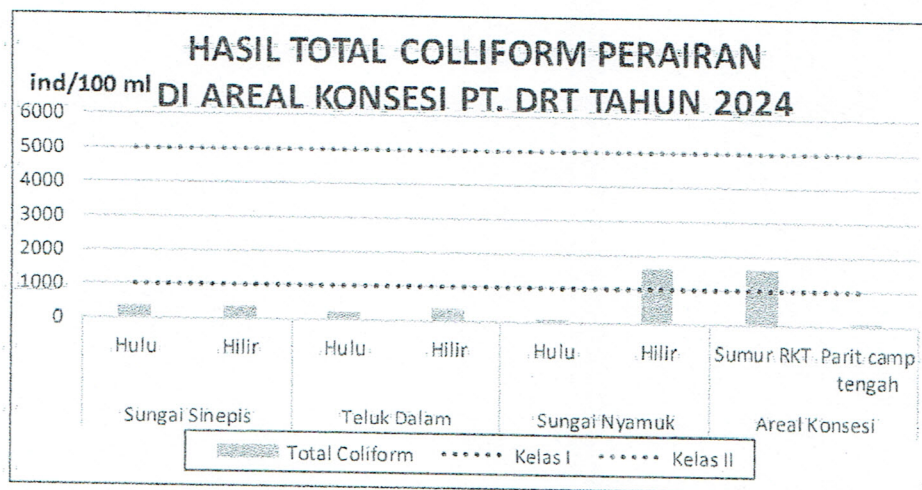 HASIL TOTAL COLLIFORM PERAIRAN
DI AREAL KONSESI PT. DRT TAHUN 2024
ind/100 ml
6000
5000
4000
3000
2000
1000
0
Hulu Hilir Hulu Hilir Hulu Hilir Sumur RKT Parit camp
tengah
Sungai Sinepis Teluk Dalam Sungai Nyamuk Areal Konsesi
Total Coliform Kelas I Kelas II